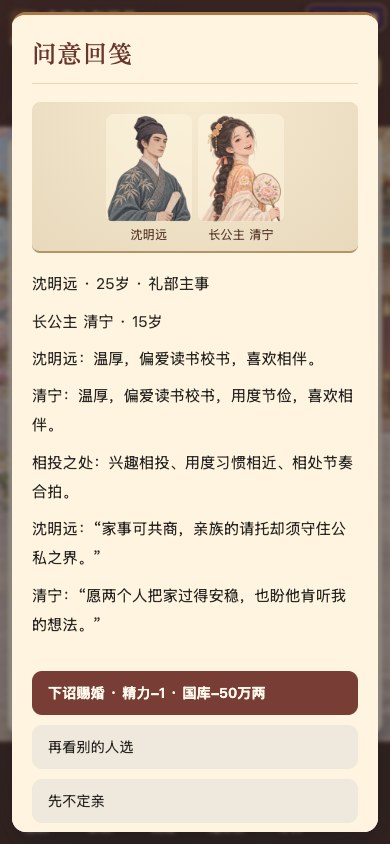 问意回笺
沈明远
长公主 清宁
沈明远 · 25岁 · 礼部主事
长公主 清宁 · 15岁
沈明远：温厚，偏爱读书校书，喜欢相伴。
清宁：温厚，偏爱读书校书，用度节俭，喜欢相
伴。
相投之处：兴趣相投、用度习惯相近、相处节奏
合拍。
沈明远：“家事可共商，亲族的请托却须守住公
私之界。”
清宁：“愿两个人把家过得安稳，也盼他肯听我
的想法。”
下诏赐婚 · 精力−1 · 国库−50万两
再看别的人选
先不定亲